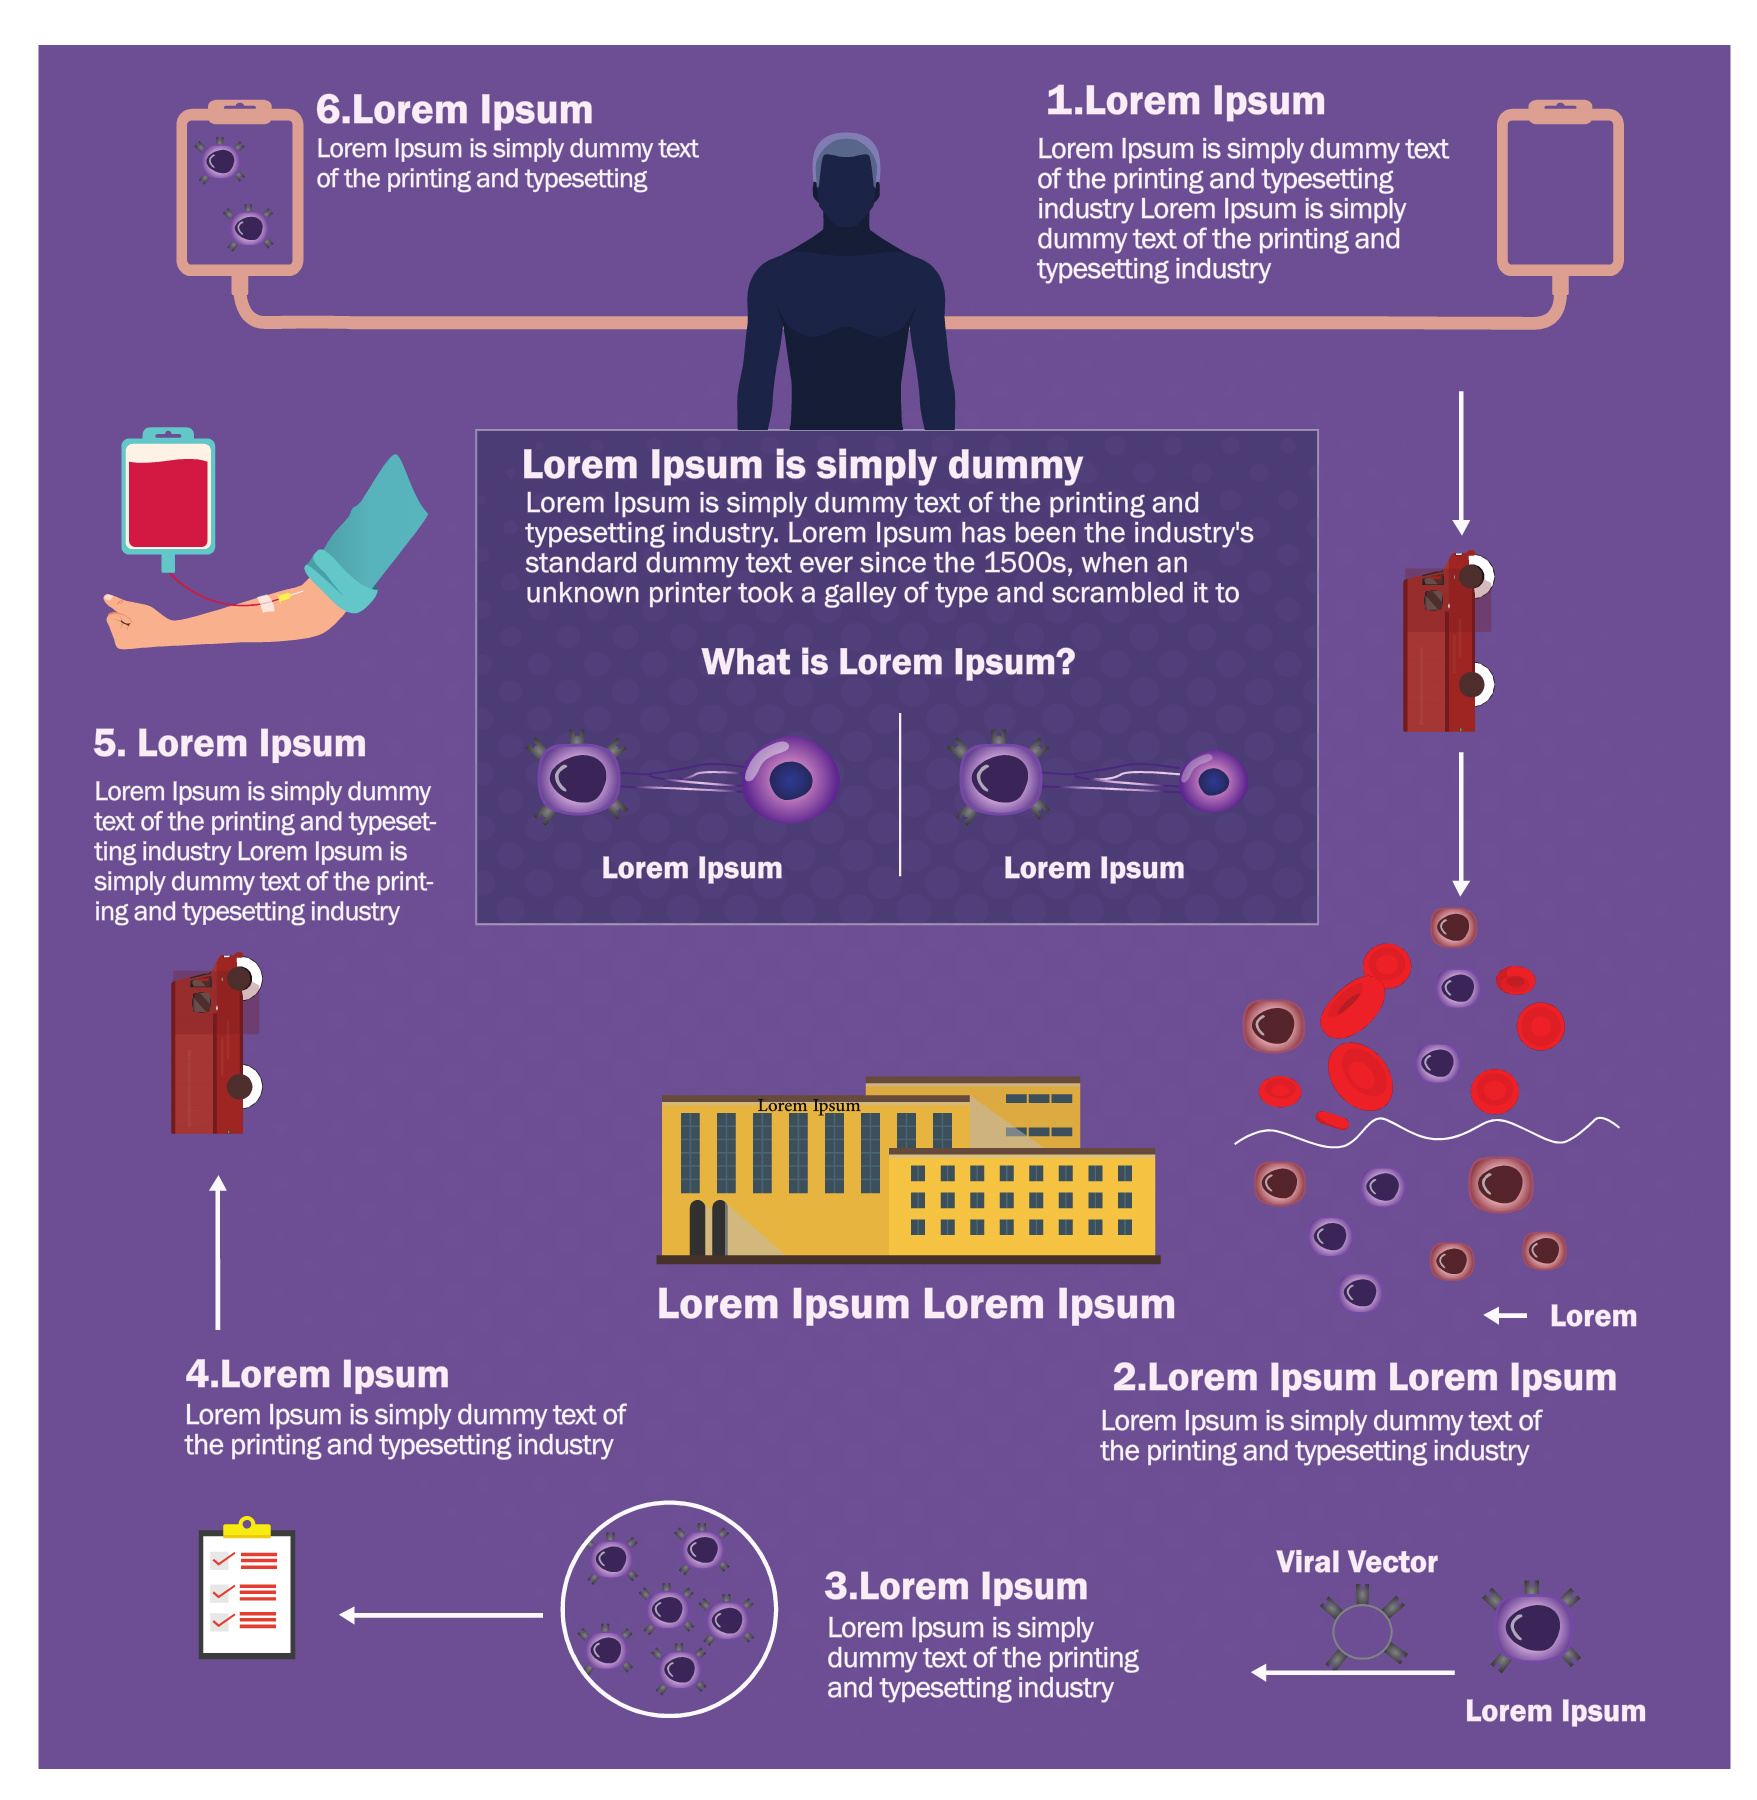 6.Lorem Ipsum
Lorem Ipsum is simply dummy text
of the printing and typesetting
1.Lorem Ipsum
Lorem Ipsum is simply dummy text
of the printing and typesetting
industry Lorem Ipsum is simply
dummy text of the printing and
typesetting industry
Lorem Ipsum is simply dummy
Lorem Ipsum is simply dummy text of the printing and
typesetting industry. Lorem Ipsum has been the industry's
standard dummy text ever since the 1500s, when an
unknown printer took a galley of type and scrambled it to
What is Lorem Ipsum?
Lorem Ipsum
Lorem Ipsum
5. Lorem Ipsum
Lorem Ipsum is simply dummy
text of the printing and typeset-
ting industry Lorem Ipsum is
simply dummy text of the print-
ing and typesetting industry
Lorem Ipsum
Lorem Ipsum Lorem Ipsum
Lorem
4.Lorem Ipsum
Lorem Ipsum is simply dummy text of
the printing and typesetting industry
2.Lorem Ipsum Lorem Ipsum
Lorem Ipsum is simply dummy text of
the printing and typesetting industry
3.Lorem Ipsum
Lorem Ipsum is simply
dummy text of the printing
and typesetting industry
Viral Vector
Lorem Ipsum